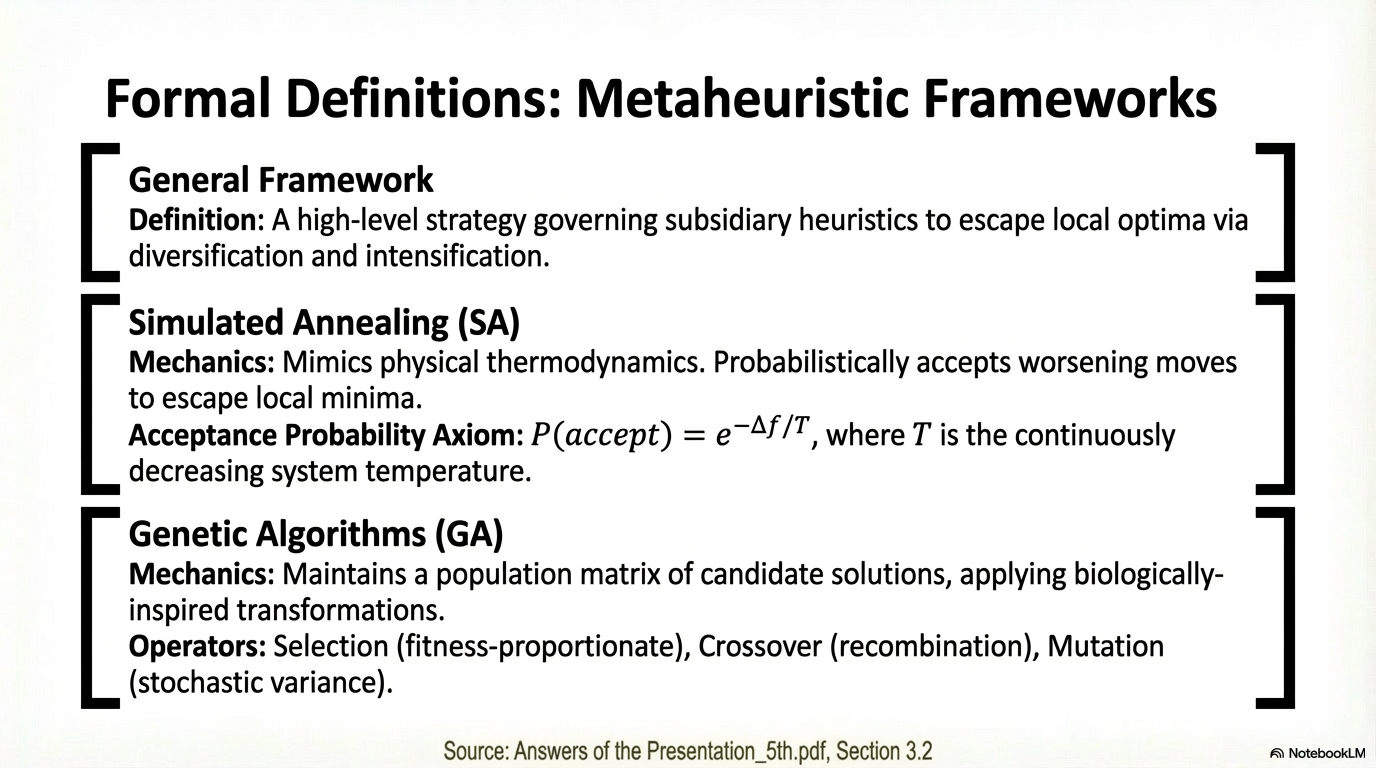 Formal Definitions: Metaheuristic Frameworks
General Framework
Definition: A high-level strategy governing subsidiary heuristics to escape local optima via
diversification and intensification.
Simulated Annealing (SA)
Mechanics: Mimics physical thermodynamics. Probabilistically accepts worsening moves
to escape local minima.
Acceptance Probability Axiom: P(accept) = e^{−Δf/T}, where T is the continuously
decreasing system temperature.
Genetic Algorithms (GA)
Mechanics: Maintains a population matrix of candidate solutions, applying biologically-
inspired transformations.
Operators: Selection (fitness-proportionate), Crossover (recombination), Mutation
(stochastic variance).
Source: Answers of the Presentation_5th.pdf, Section 3.2
NotebookLM